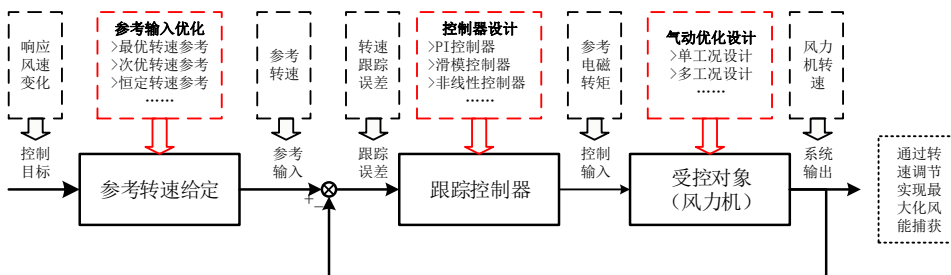 响应
风速
变化
参考输入优化
>最优转速参考
>次优转速参考
>恒定转速参考
……
参考
转速
转速
跟踪
误差
控制器设计
>PI控制器
>滑模控制器
>非线性控制器
……
参考
电磁
转矩
气动优化设计
>单工况设计
>多工况设计
……
风力
机转
速
控制
目标
参考
输入
跟踪
误差
控制
输入
系统
输出
参考转速给定
+
−
跟踪控制器
受控对象
（风力机）
通过转
速调节
实现最
大化风
能捕获